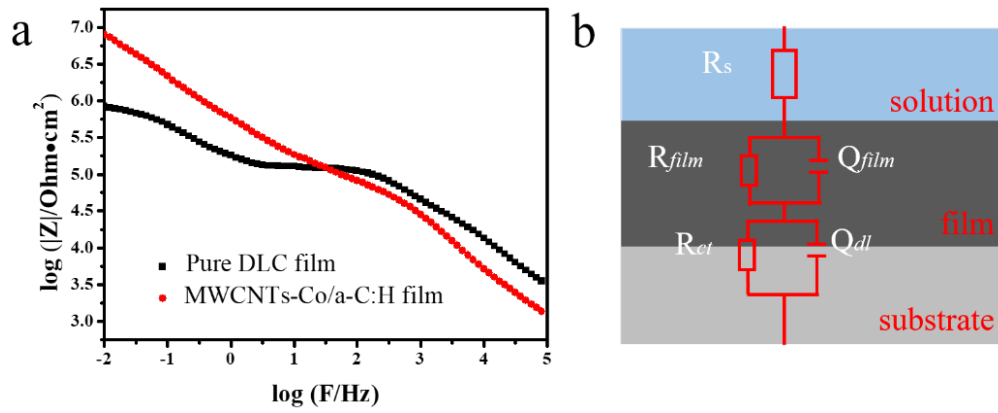 a
log (|Z|/Ohm•cm²)
7.0
6.5
6.0
5.5
5.0
4.5
4.0
3.5
3.0
Pure DLC film
MWCNTs-Co/a-C:H film
-2 -1 0 1 2 3 4 5
log (F/Hz)
b
Rs
solution
Rfilm Qfilm
film
Rct Qdl
substrate